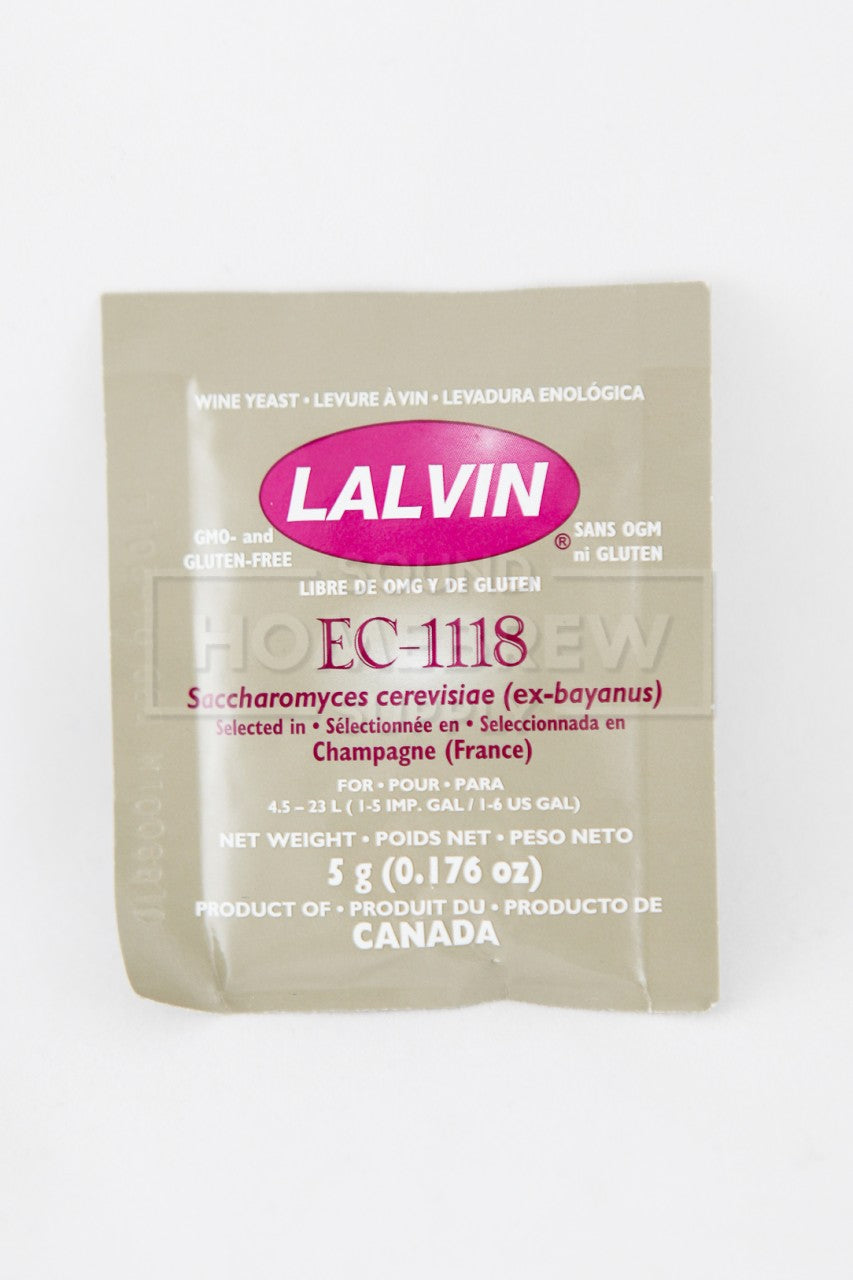 WINE YEAST • LEVURE À VIN • LEVADURA ENOLÓGICA
LALVIN
®
GMO- and
GLUTEN-FREE
SANS OGM
ni GLUTEN
LIBRE DE OMG Y DE GLUTEN
SOUND
HOMEBREW
SUPPLY
EC-1118
Saccharomyces cerevisiae (ex-bayanus)
Selected in • Sélectionnée en • Seleccionnada en
Champagne (France)
FOR • POUR • PARA
4.5 – 23 L ( 1-5 IMP. GAL / 1-6 US GAL)
NET WEIGHT • POIDS NET • PESO NETO
5 g (0.176 oz)
PRODUCT OF • PRODUIT DU • PRODUCTO DE
CANADA